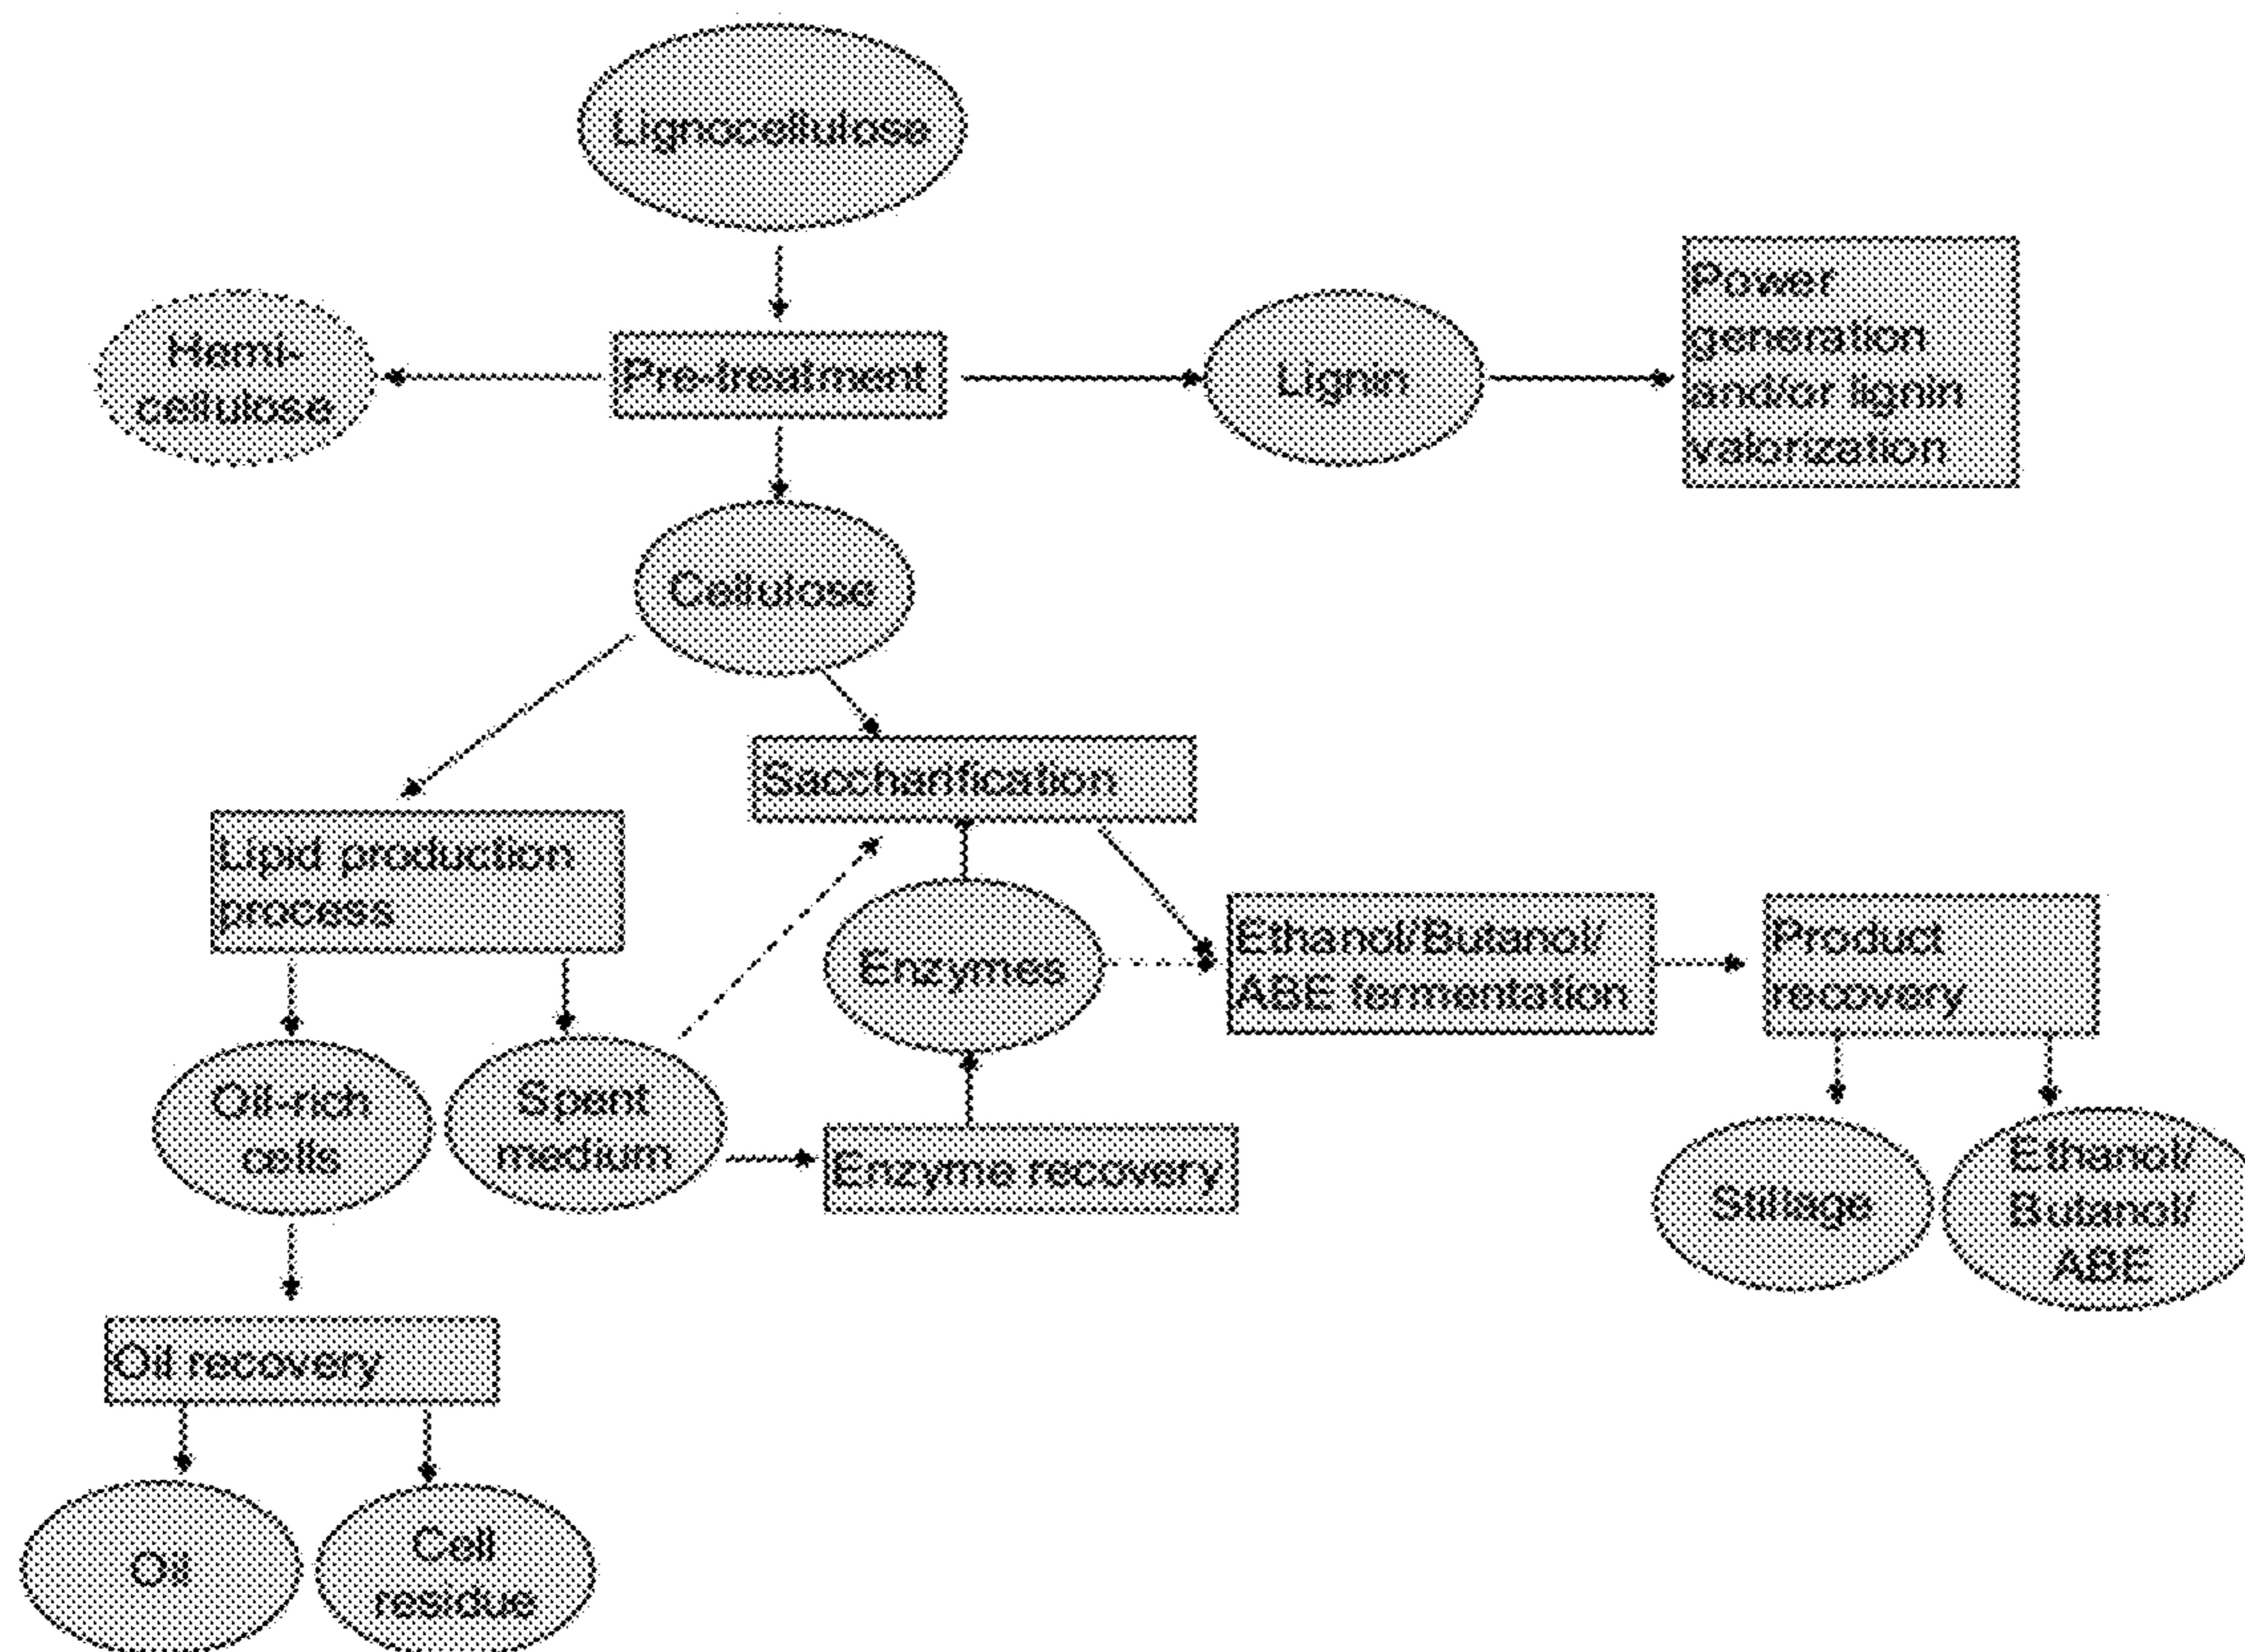 Lignocellulose
Hemi-
cellulose
Pre-treatment
Lignin
Power
generation
and/or lignin
valorization
Cellulose
Saccharification
Lipid production
process
Enzymes
Ethanol/Butanol/
ABE fermentation
Product
recovery
Oil-rich
cells
Spent
medium
Enzyme recovery
Stillage
Ethanol/
Butanol/
ABE
Oil recovery
Oil
Cell
residue